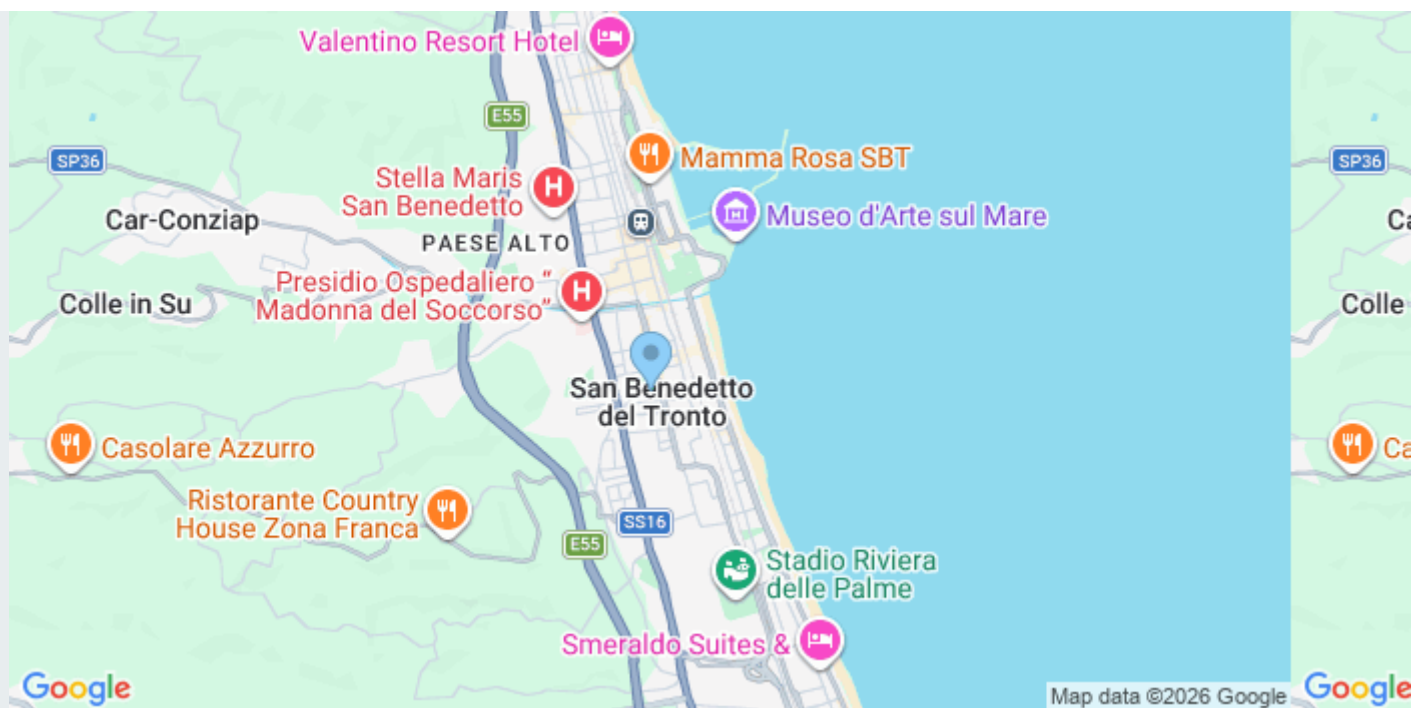 Valentino Resort Hotel
E55
Mamma Rosa SBT
SP36
SP36
Stella Maris
San Benedetto
Car-Conziap
Museo d'Arte sul Mare
Ca
PAESE ALTO
Presidio Ospedaliero “
Madonna del Soccorso”
Colle in Su
Colle
San Benedetto
del Tronto
Casolare Azzurro
Ca
Ristorante Country
House Zona Franca
SS16
E55
Stadio Riviera
delle Palme
Smeraldo Suites &
Google
Map data ©2026 Google
Google